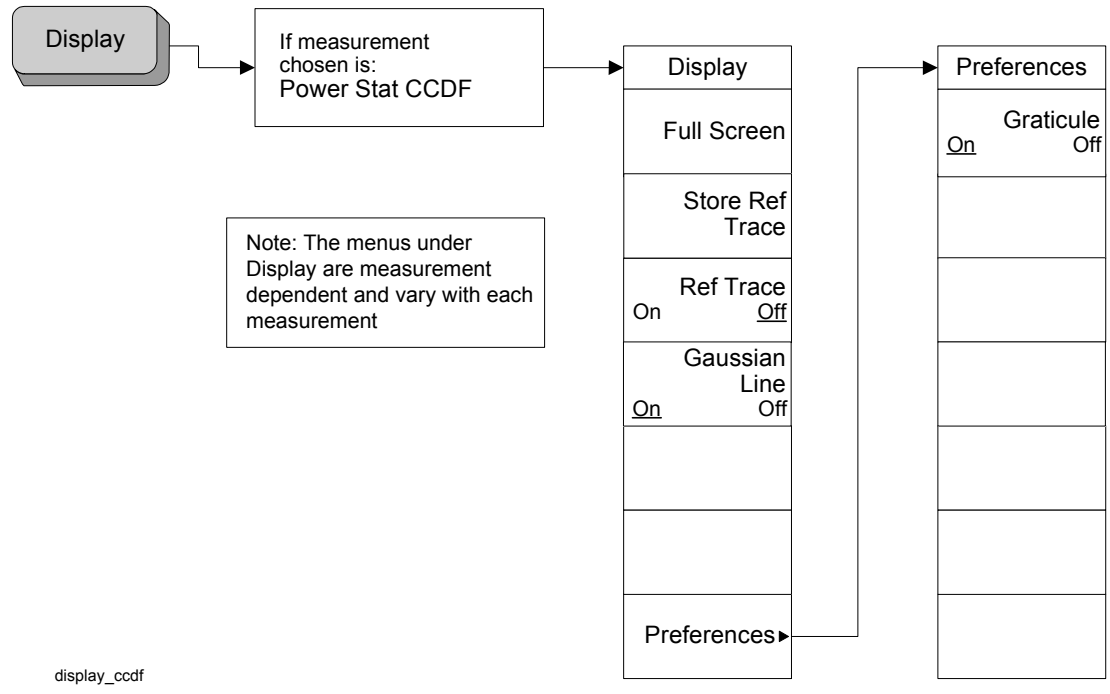 Display
If measurement
chosen is:
Power Stat CCDF
Note: The menus under
Display are measurement
dependent and vary with each
measurement
Display
Full Screen
Store Ref
Trace
Ref Trace
On Off
Gaussian
Line
On Off
Preferences
Preferences
Graticule
On Off
display_ccdf